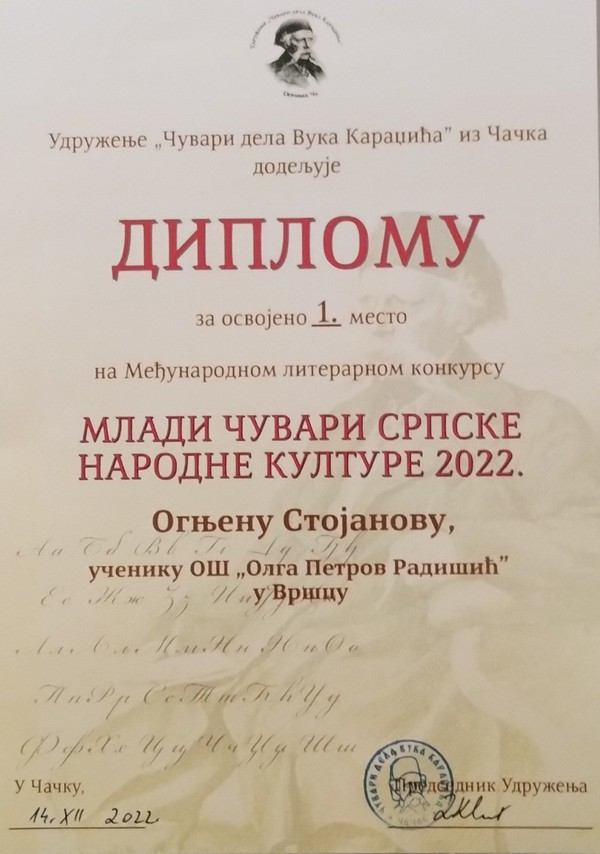 Удружење „Чувари дела Вука Караџића” из Чачка
додељује
ДИПЛОМУ
за освојено 1. место
на Међународном литерарном конкурсу
МЛАДИ ЧУВАРИ СРПСКЕ
НАРОДНЕ КУЛТУРЕ 2022.
Огњену Стојанову,
ученику ОШ „Олга Петров Радишић”
у Вршцу
У Чачку,
Председник Удружења
14. XII 2022.